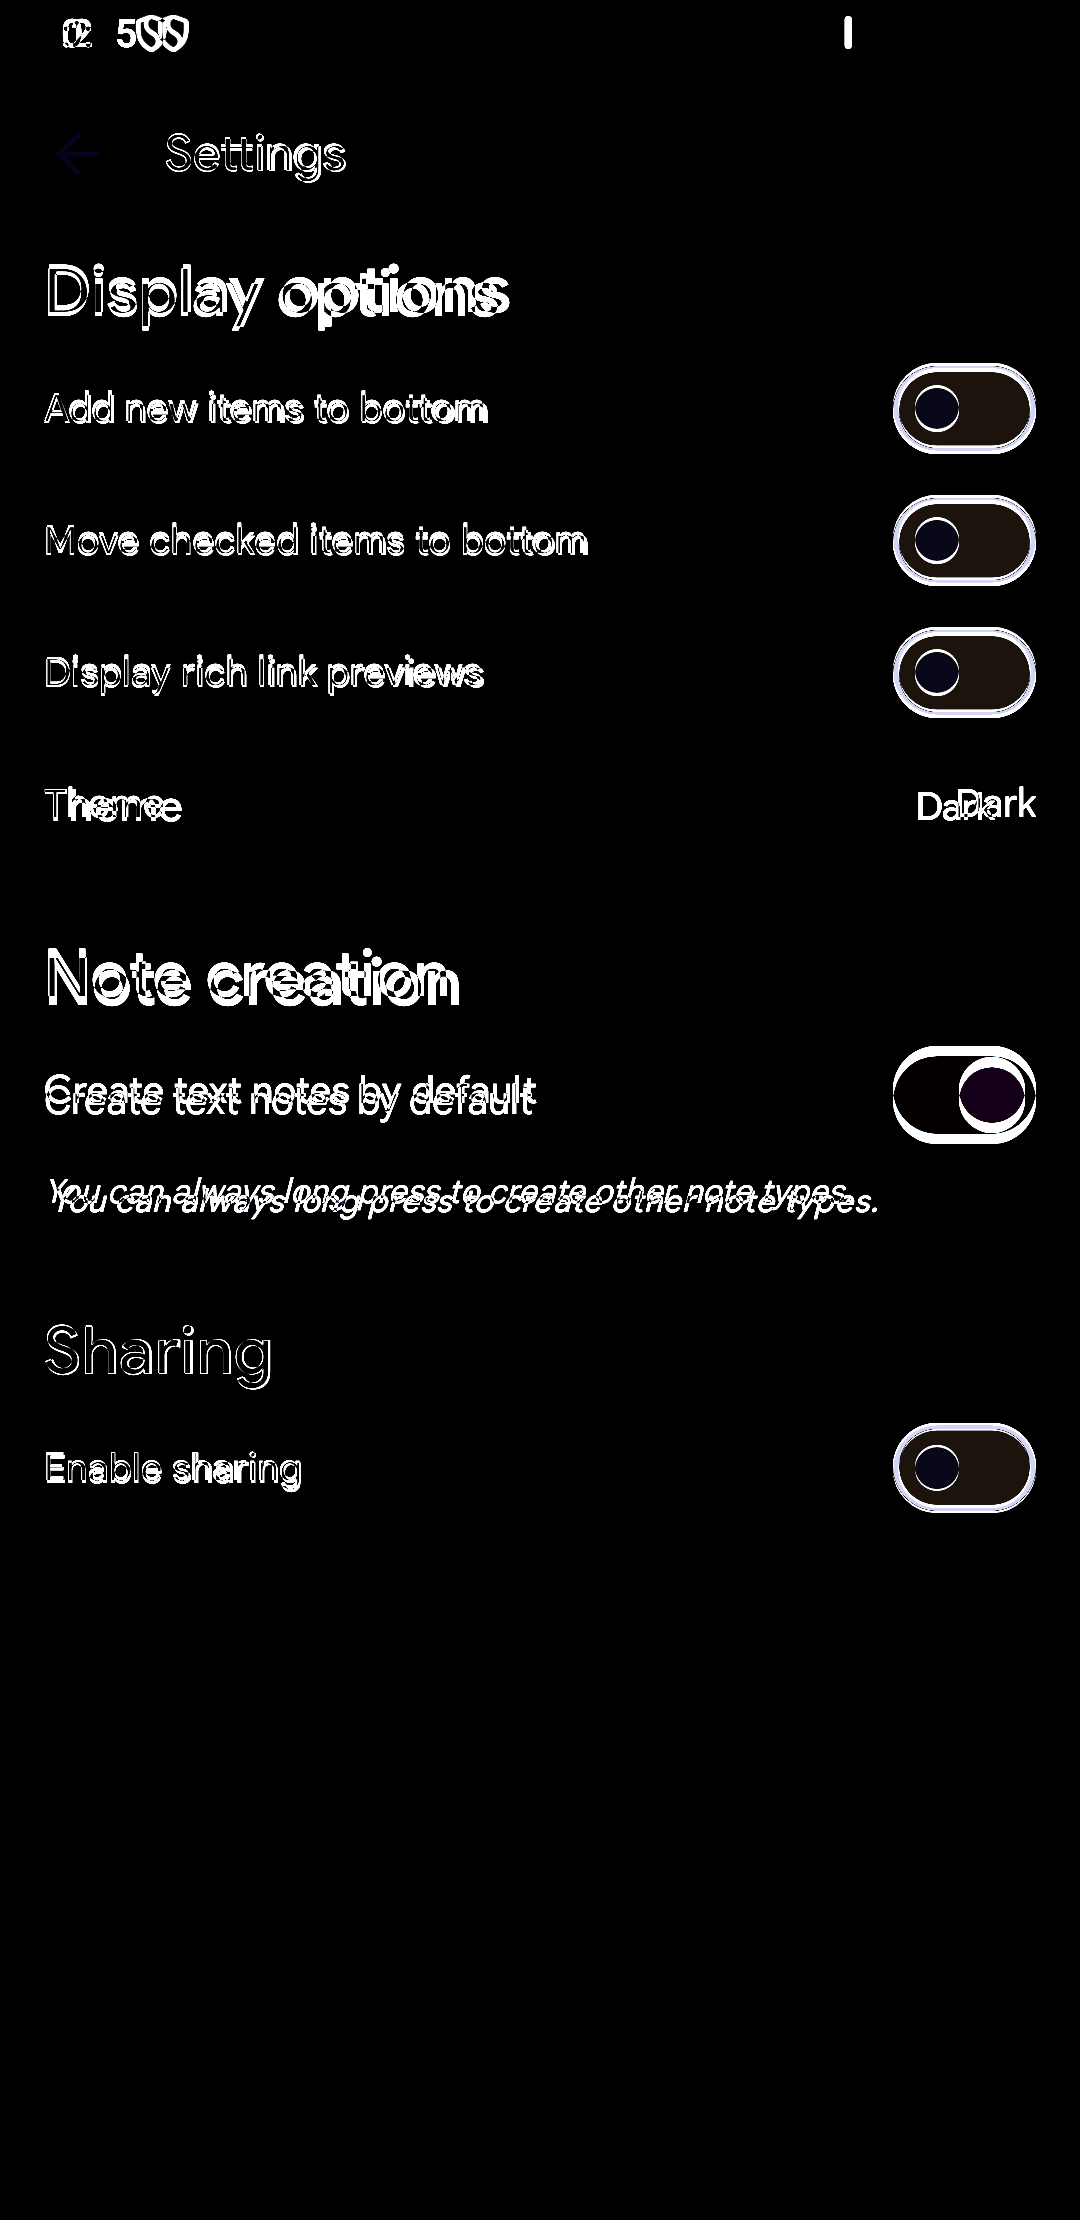 Settings
Display options
Add new items to bottom
Move checked items to bottom
Display rich link previews
Theme
Dark
Note creation
Create text notes by default
You can always long press to create other note types.
Sharing
Enable sharing